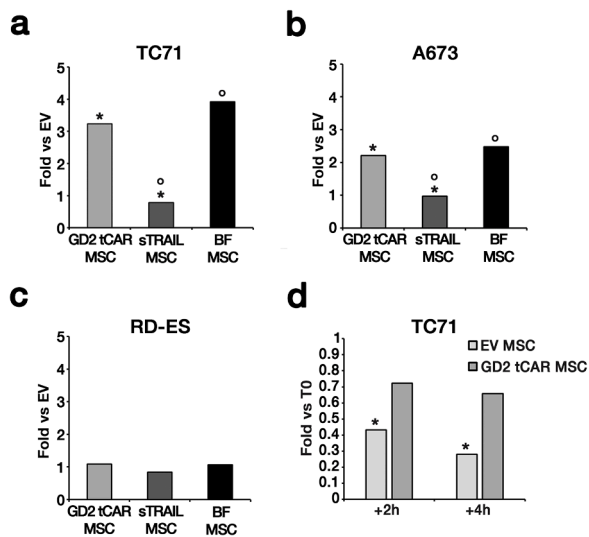 a
TC71
Fold vs EV
5
4
3
2
1
0
*
°
*
°
GD2 tCAR MSC
sTRAIL MSC
BF MSC
b
A673
Fold vs EV
5
4
3
2
1
0
*
°
*
°
GD2 tCAR MSC
sTRAIL MSC
BF MSC
c
RD-ES
Fold vs EV
5
4
3
2
1
0
GD2 tCAR MSC
sTRAIL MSC
BF MSC
d
TC71
Fold vs T0
1
0.9
0.8
0.7
0.6
0.5
0.4
0.3
0.2
0.1
0
EV MSC
GD2 tCAR MSC
*
*
+2h
+4h